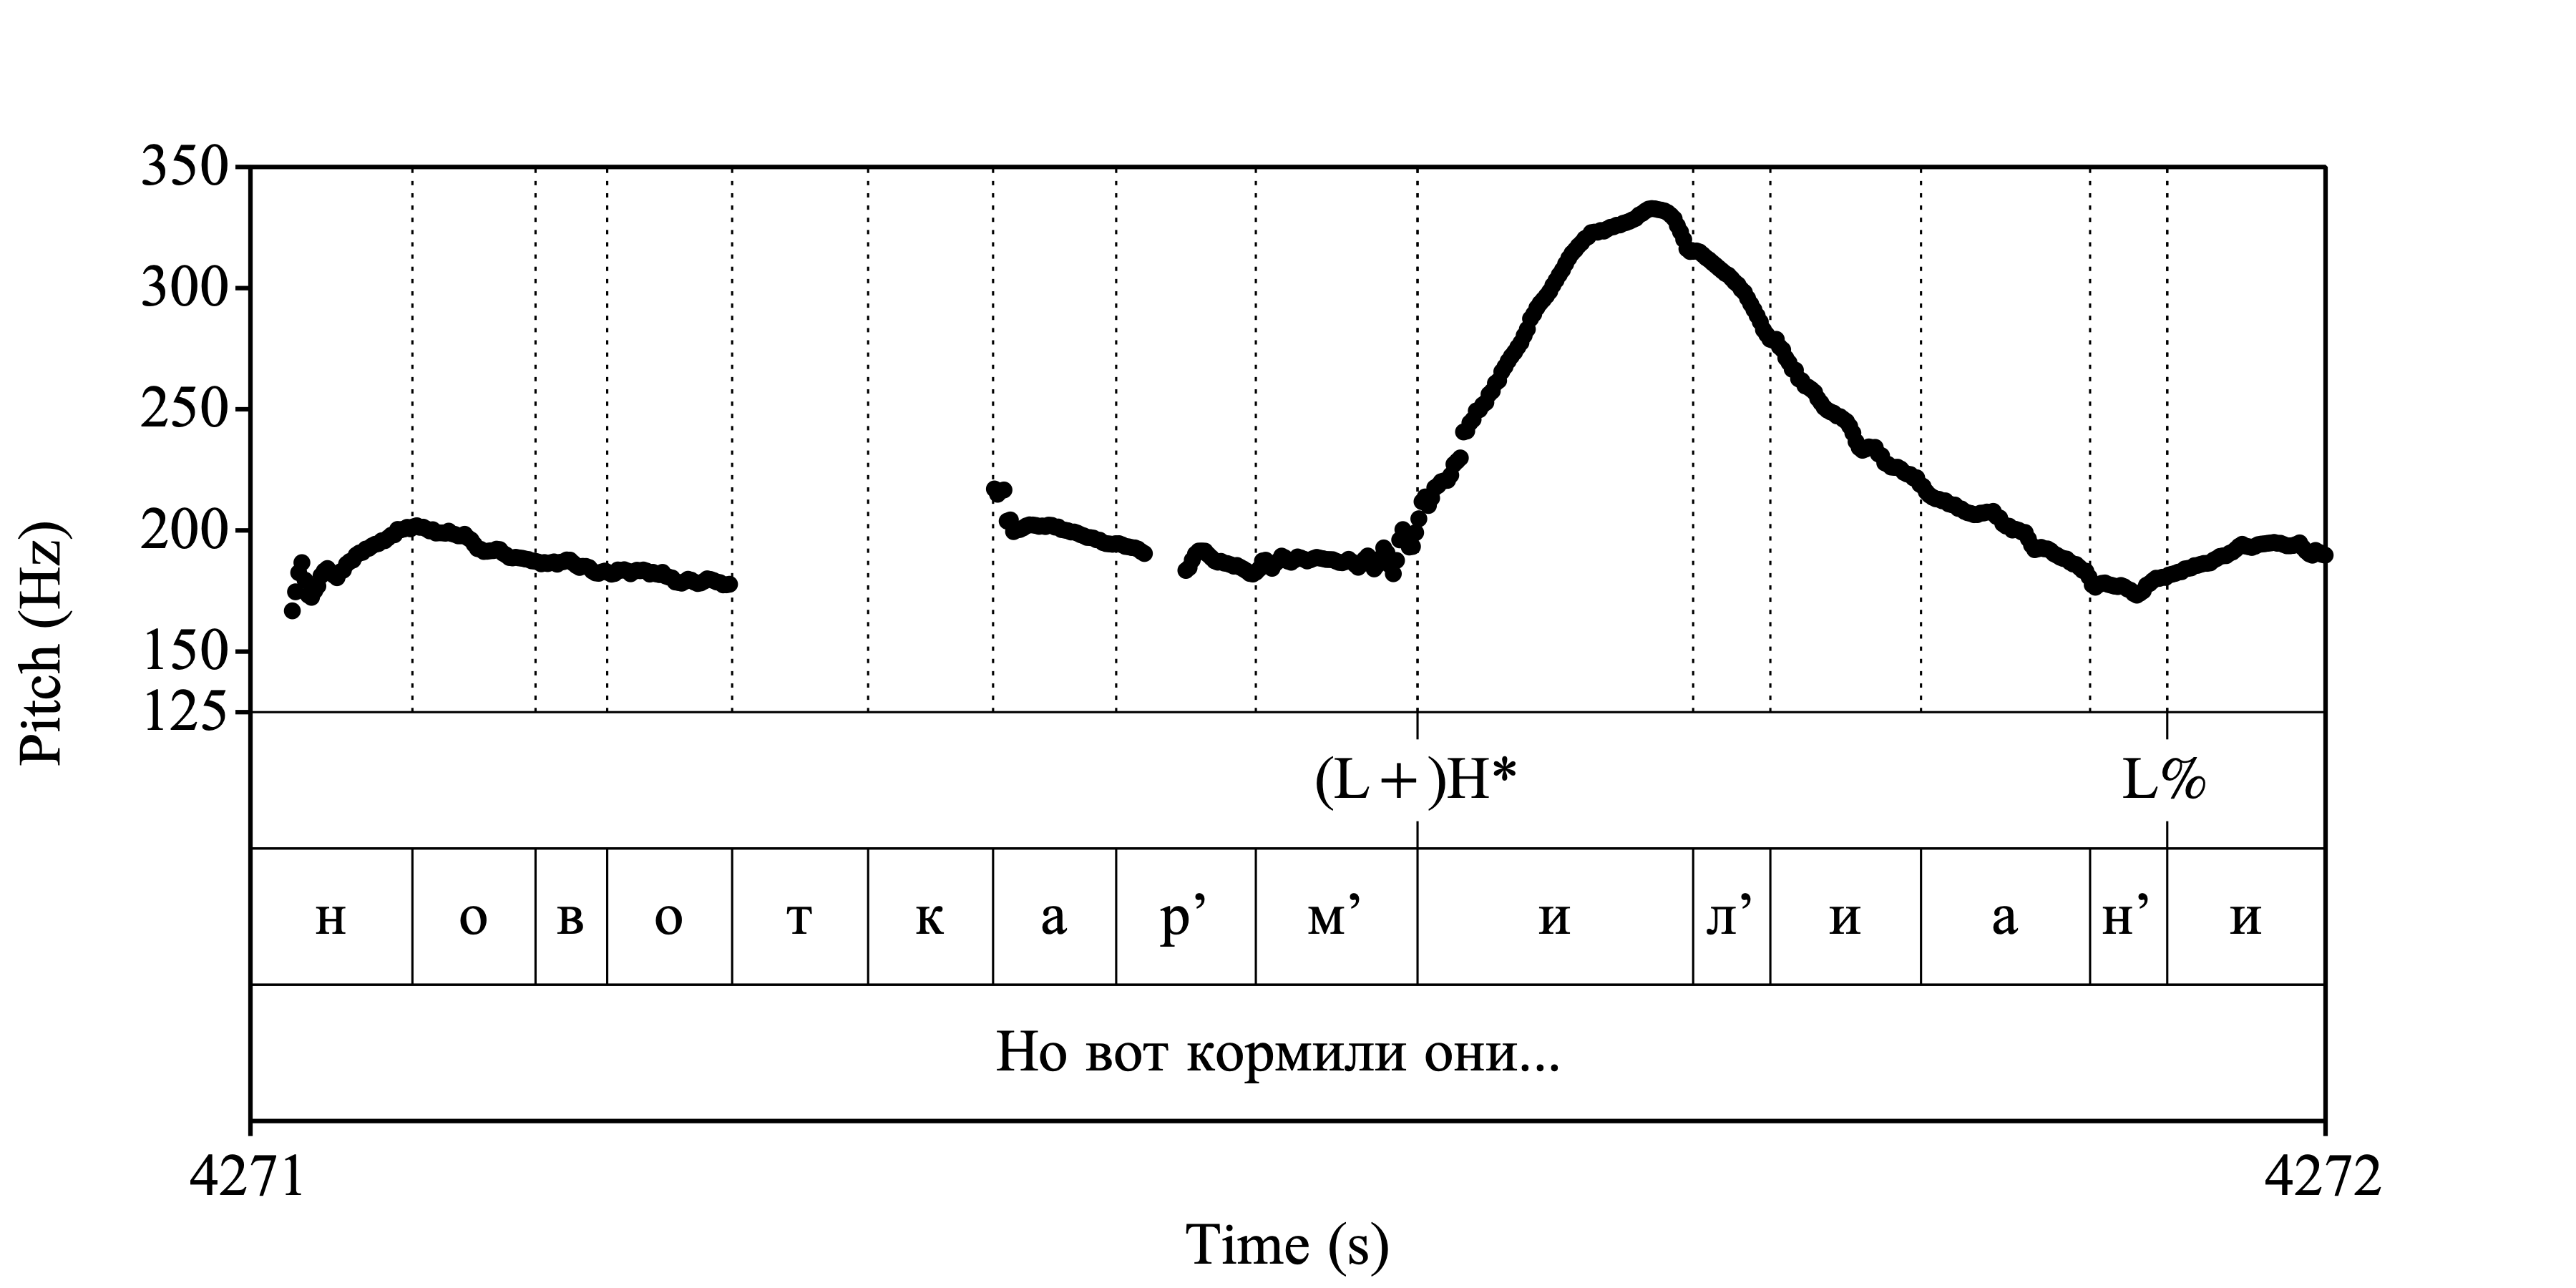 350
300
250
200
150
125
Pitch (Hz)
(L+)H* L%
н о в о т к а р’ м’ и л’ и а н’ и
Но вот кормили они...
4271 4272
Time (s)